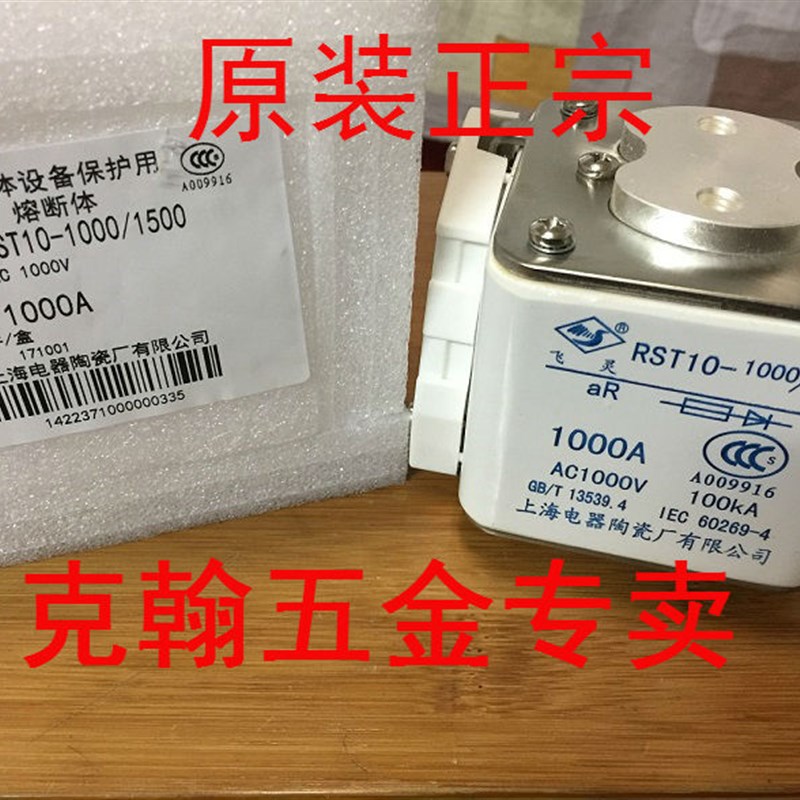 原装正宗
体设备保护用
熔断体
ST10-1000/1500
C 1000V
1000A
/盒
171001
上海电器陶瓷厂有限公司
1422371000000335
CCC
A009916
飞灵
®
RST10-1000/
aR
1000A
AC1000V
GB/T 13539.4
CCC S
A009916
100kA
IEC 60269-4
上海电器陶瓷厂有限公司
克翰五金专卖